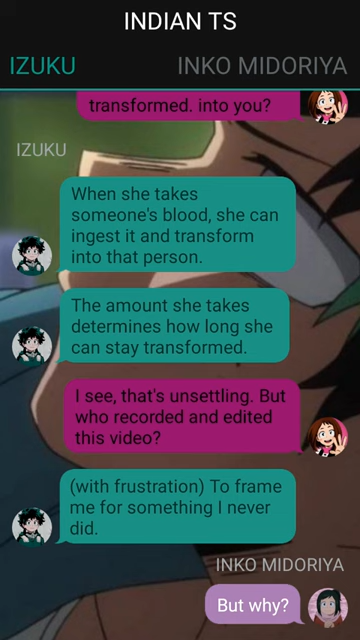 INDIAN TS
IZUKU
INKO MIDORIYA
transformed. into you?
IZUKU
When she takes
someone's blood, she can
ingest it and transform
into that person.
The amount she takes
determines how long she
can stay transformed.
I see, that's unsettling. But
who recorded and edited
this video?
(with frustration) To frame
me for something I never
did.
INKO MIDORIYA
But why?